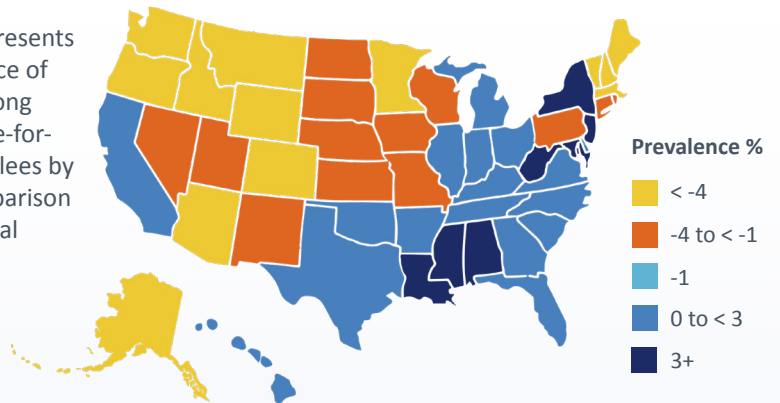 resents
ce of
ong
e-for-
lees by
parison
al
Prevalence %
< -4
-4 to < -1
-1
0 to < 3
3+